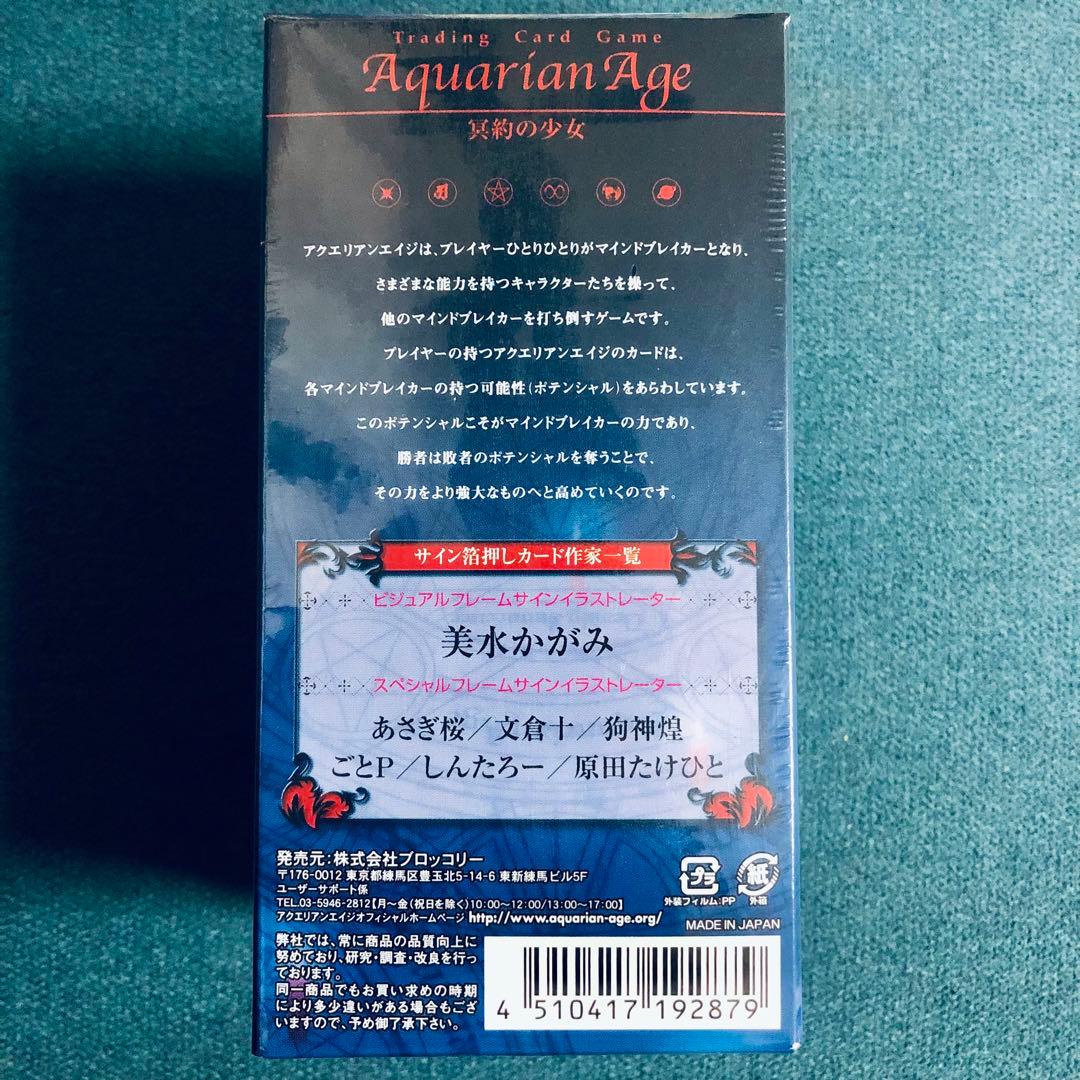 Trading Card Game
Aquarian Age
冥約の少女
アクエリアンエイジは、プレイヤーひとりひとりがマインドブレイカーとなり、
さまざまな能力を持つキャラクターたちを操って、
他のマインドブレイカーを打ち倒すゲームです。
プレイヤーの持つアクエリアンエイジのカードは、
各マインドブレイカーの持つ可能性(ポテンシャル)をあらわしています。
このポテンシャルこそがマインドブレイカーの力であり、
勝者は敗者のポテンシャルを奪うことで、
その力をより強大なものへと高めていくのです。
サイン箔押しカード作家一覧
ビジュアルフレームサインイラストレーター
美水かがみ
スペシャルフレームサインイラストレーター
あさぎ桜/文倉十/狗神煌
ごとP/しんたろー/原田たけひと
発売元:株式会社ブロッコリー
〒176-0012 東京都練馬区豊玉北5-14-6 東新練馬ビル5F
ユーザーサポート係
TEL.03-5946-2812【月〜金(祝日を除く)10:00〜12:00/13:00〜17:00】
アクエリアンエイジオフィシャルホームページ http://www.aquarian-age.org/
プラ
外装フィルム:PP
紙
外箱
MADE IN JAPAN
弊社では、常に商品の品質向上に
努めており、研究・調査・改良を行っ
ております。
同一商品でもお買い求めの時期
により多少違いがある場合もござ
いますので、予め御了承下さい。
4 510417 192879